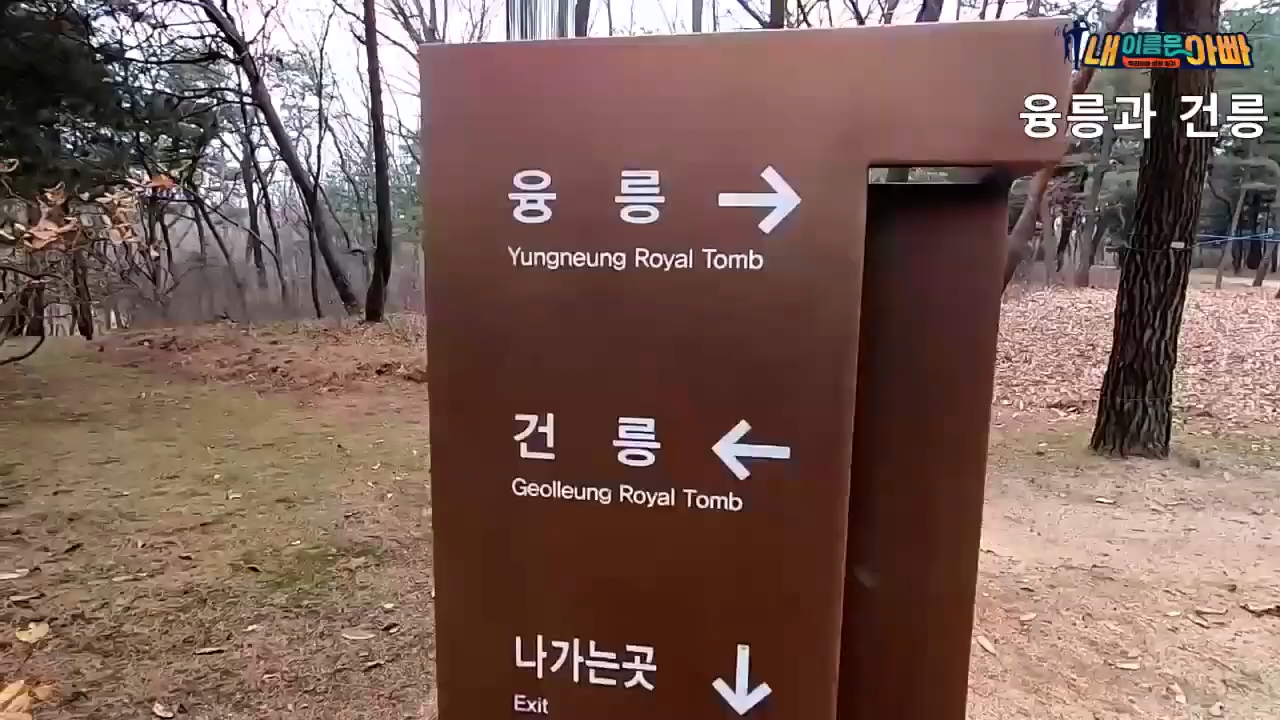 내 이름은 아빠
융릉과 건릉
융 릉 →
Yungneung Royal Tomb
건 릉 ←
Geolleung Royal Tomb
나가는곳 ↓
Exit